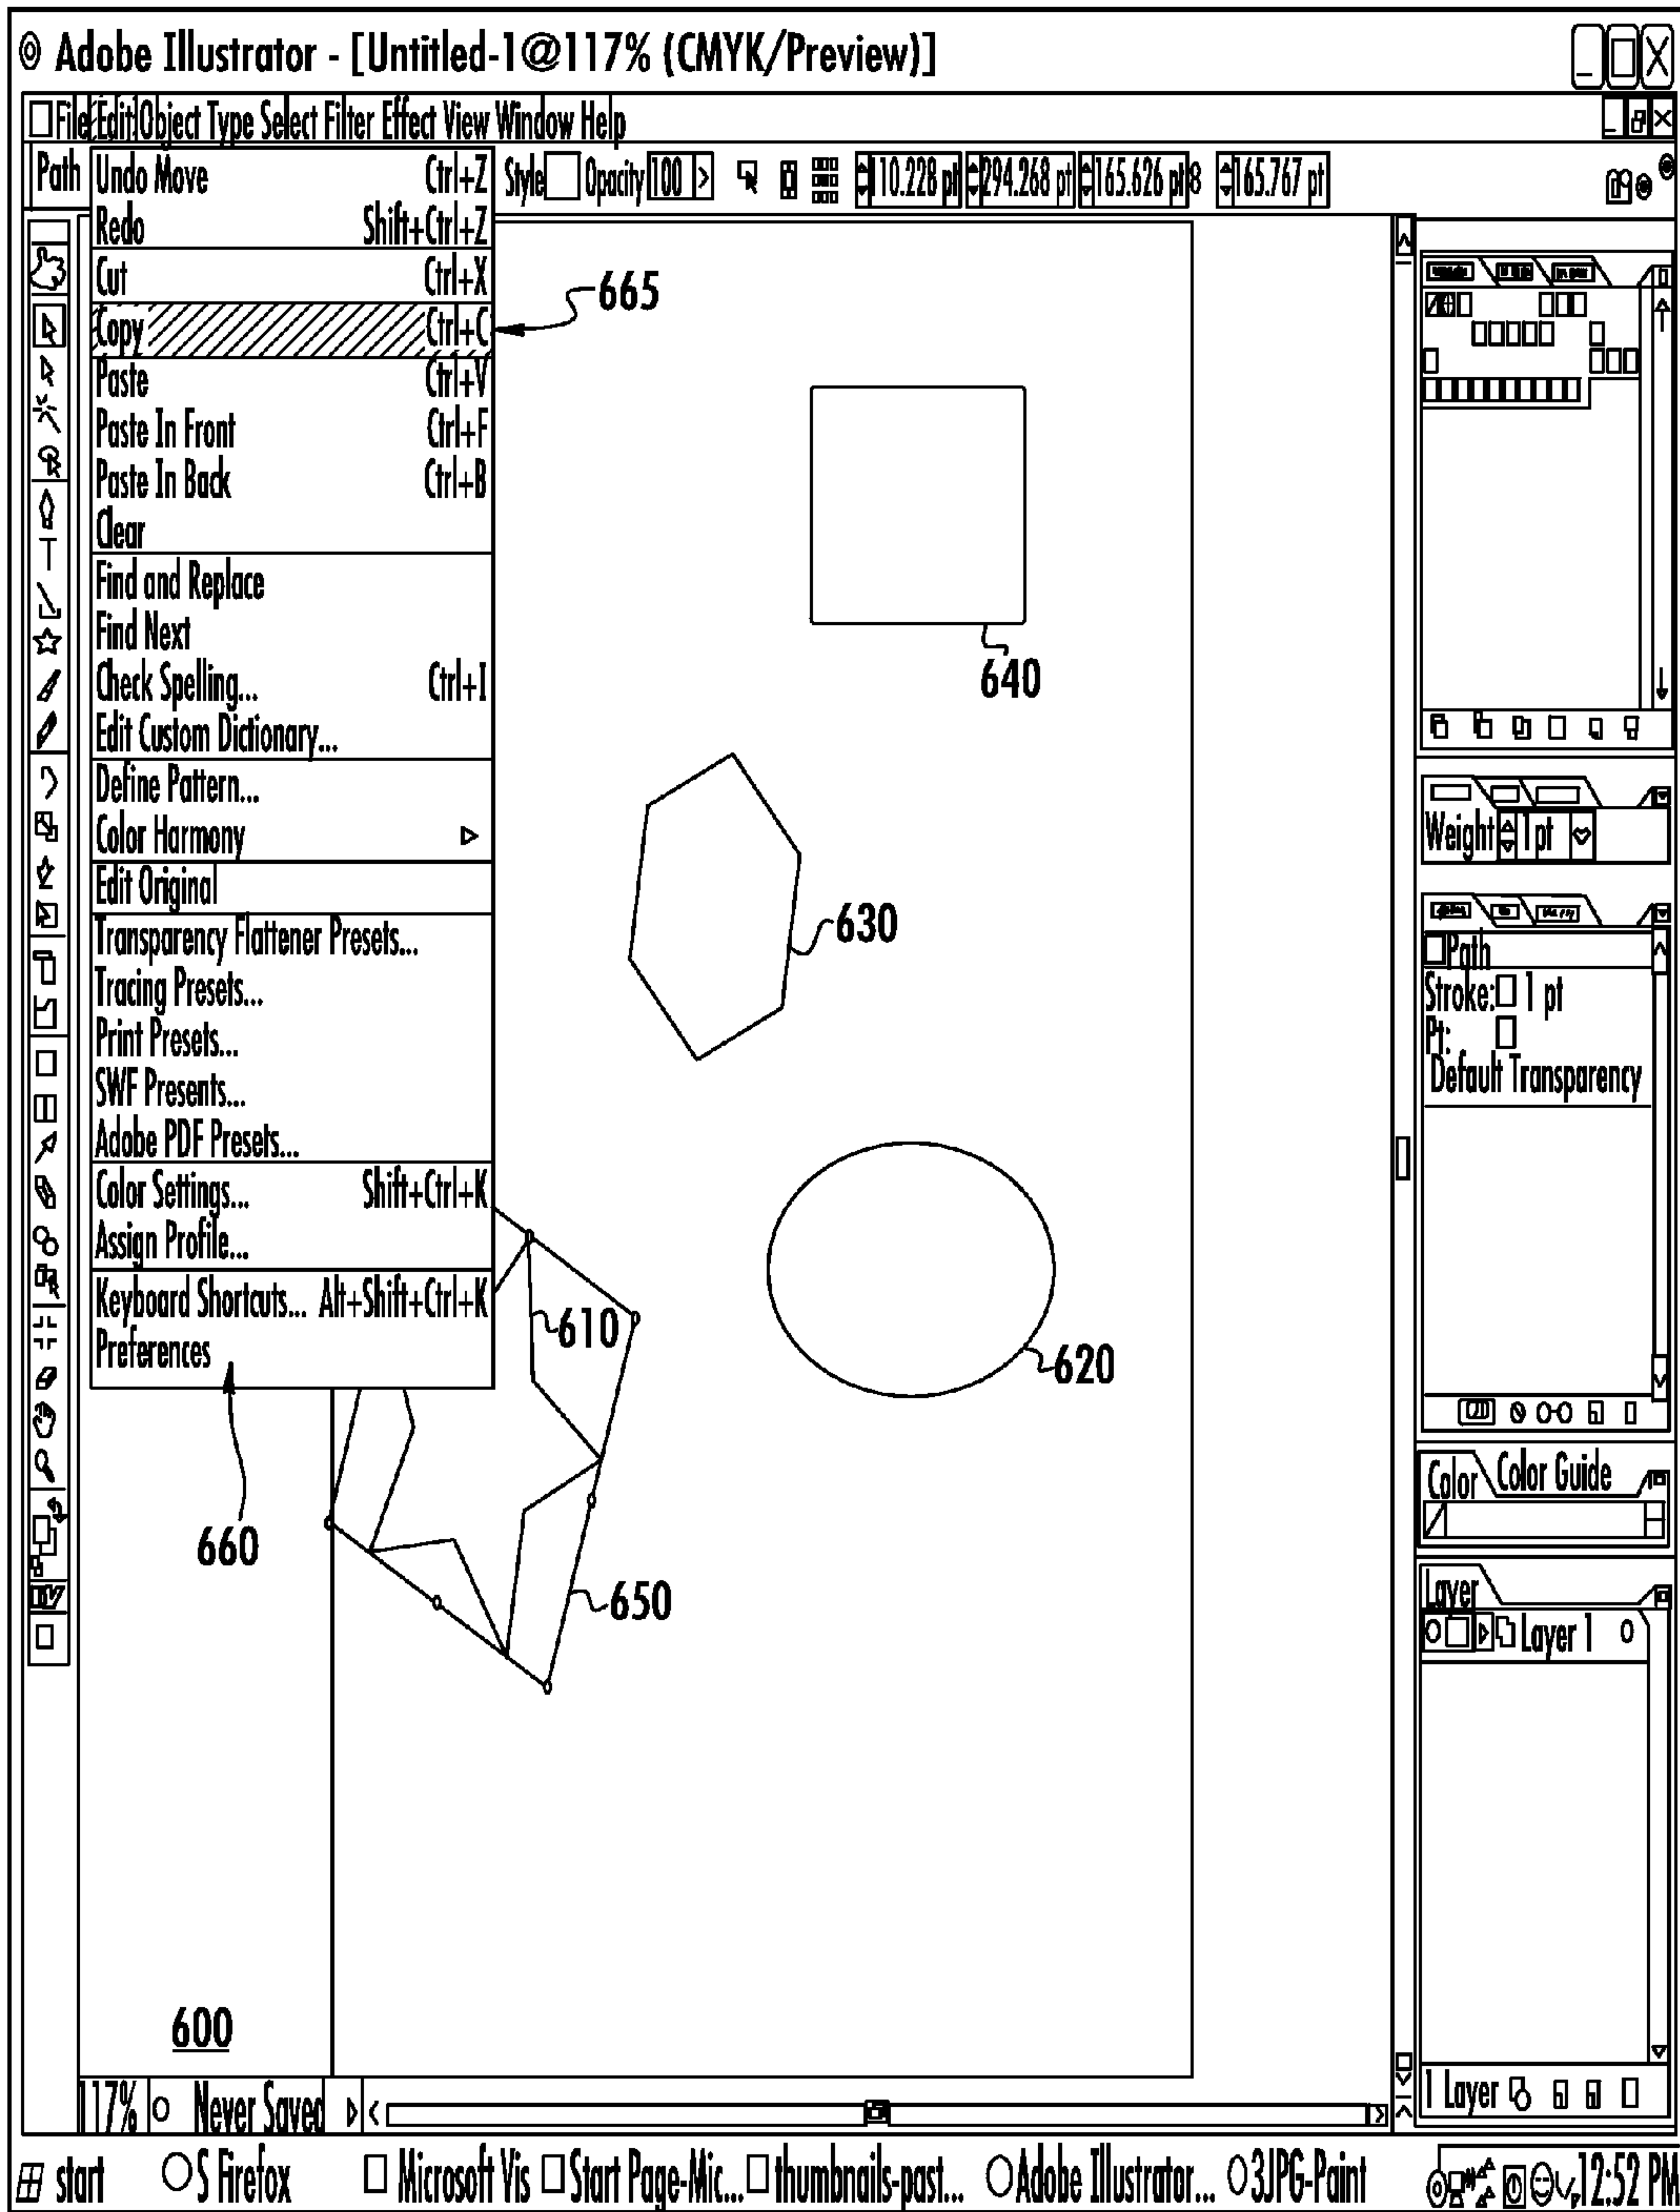 Adobe Illustrator - [Untitled-1@117% (CMYK/Preview)]
File Edit Object Type Select Filter Effect View Window Help
Path
Style Opacity 100 > 110.228 pt 294.268 pt 165.626 pt 8 165.767 pt
Undo Move Ctrl+Z
Redo Shift+Ctrl+Z
Cut Ctrl+X
Copy Ctrl+C
665
Paste Ctrl+V
Paste In Front Ctrl+F
Paste In Back Ctrl+B
Clear
Find and Replace
Find Next
Check Spelling... Ctrl+I
Edit Custom Dictionary...
Define Pattern...
Color Harmony
Edit Original
Transparency Flattener Presets...
Tracing Presets...
Print Presets...
SWF Presents...
Adobe PDF Presets...
Color Settings... Shift+Ctrl+K
Assign Profile...
Keyboard Shortcuts... Alt+Shift+Ctrl+K
Preferences
640
630
610
620
660
650
600
Weight 1pt
Path
Stroke: 1 pt
Pt:
Default Transparency
Color Color Guide
Layer
Layer 1
1 Layer
117% Never Saved
start S Firefox Microsoft Vis Start Page-Mic... thumbnails-past... Adobe Illustrator... 3JPG-Paint 12:52 PM